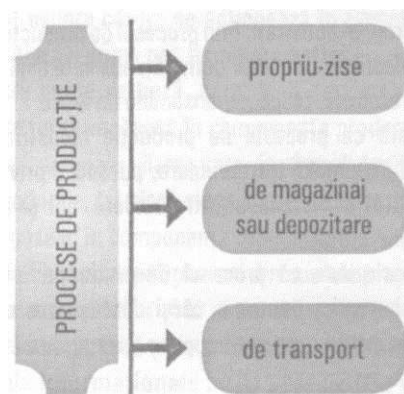 PROCESE DE PRODUCȚIE
propriu-zise
de magazinaj
sau depozitare
de transport